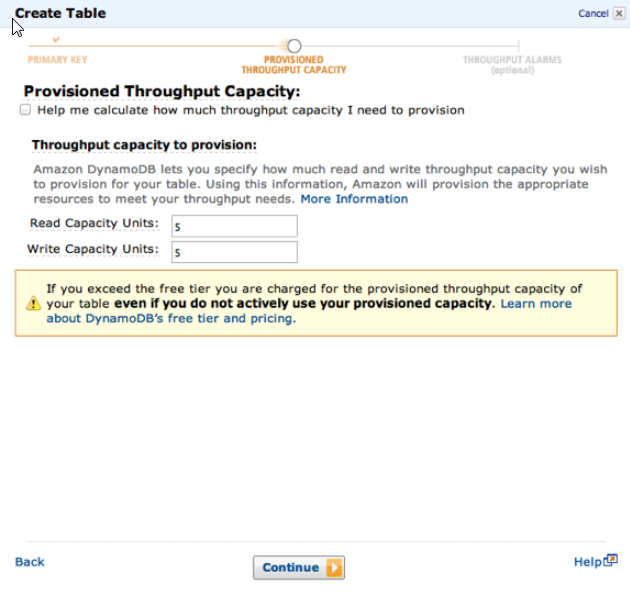 Create Table
Cancel
PRIMARY KEY
PROVISIONED
THROUGHPUT CAPACITY
THROUGHPUT ALARMS
(optional)
Provisioned Throughput Capacity:
Help me calculate how much throughput capacity I need to provision
Throughput capacity to provision:
Amazon DynamoDB lets you specify how much read and write throughput capacity you wish
to provision for your table. Using this information, Amazon will provision the appropriate
resources to meet your throughput needs. More Information
Read Capacity Units: 5
Write Capacity Units: 5
If you exceed the free tier you are charged for the provisioned throughput capacity of
your table even if you do not actively use your provisioned capacity. Learn more
about DynamoDB's free tier and pricing.
Back
Continue
Help